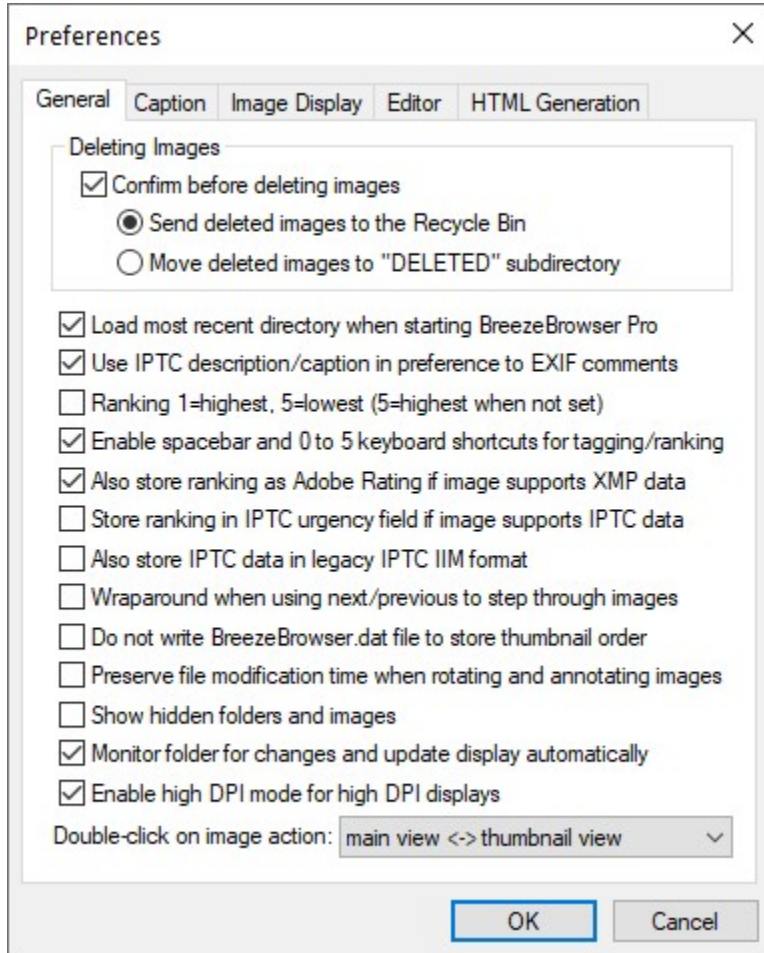 Preferences
General Caption Image Display Editor HTML Generation
Deleting Images
Confirm before deleting images
Send deleted images to the Recycle Bin
Move deleted images to "DELETED" subdirectory
Load most recent directory when starting BreezeBrowser Pro
Use IPTC description/caption in preference to EXIF comments
Ranking 1=highest, 5=lowest (5=highest when not set)
Enable spacebar and 0 to 5 keyboard shortcuts for tagging/ranking
Also store ranking as Adobe Rating if image supports XMP data
Store ranking in IPTC urgency field if image supports IPTC data
Also store IPTC data in legacy IPTC IIM format
Wraparound when using next/previous to step through images
Do not write BreezeBrowser.dat file to store thumbnail order
Preserve file modification time when rotating and annotating images
Show hidden folders and images
Monitor folder for changes and update display automatically
Enable high DPI mode for high DPI displays
Double-click on image action: main view <-> thumbnail view
OK Cancel